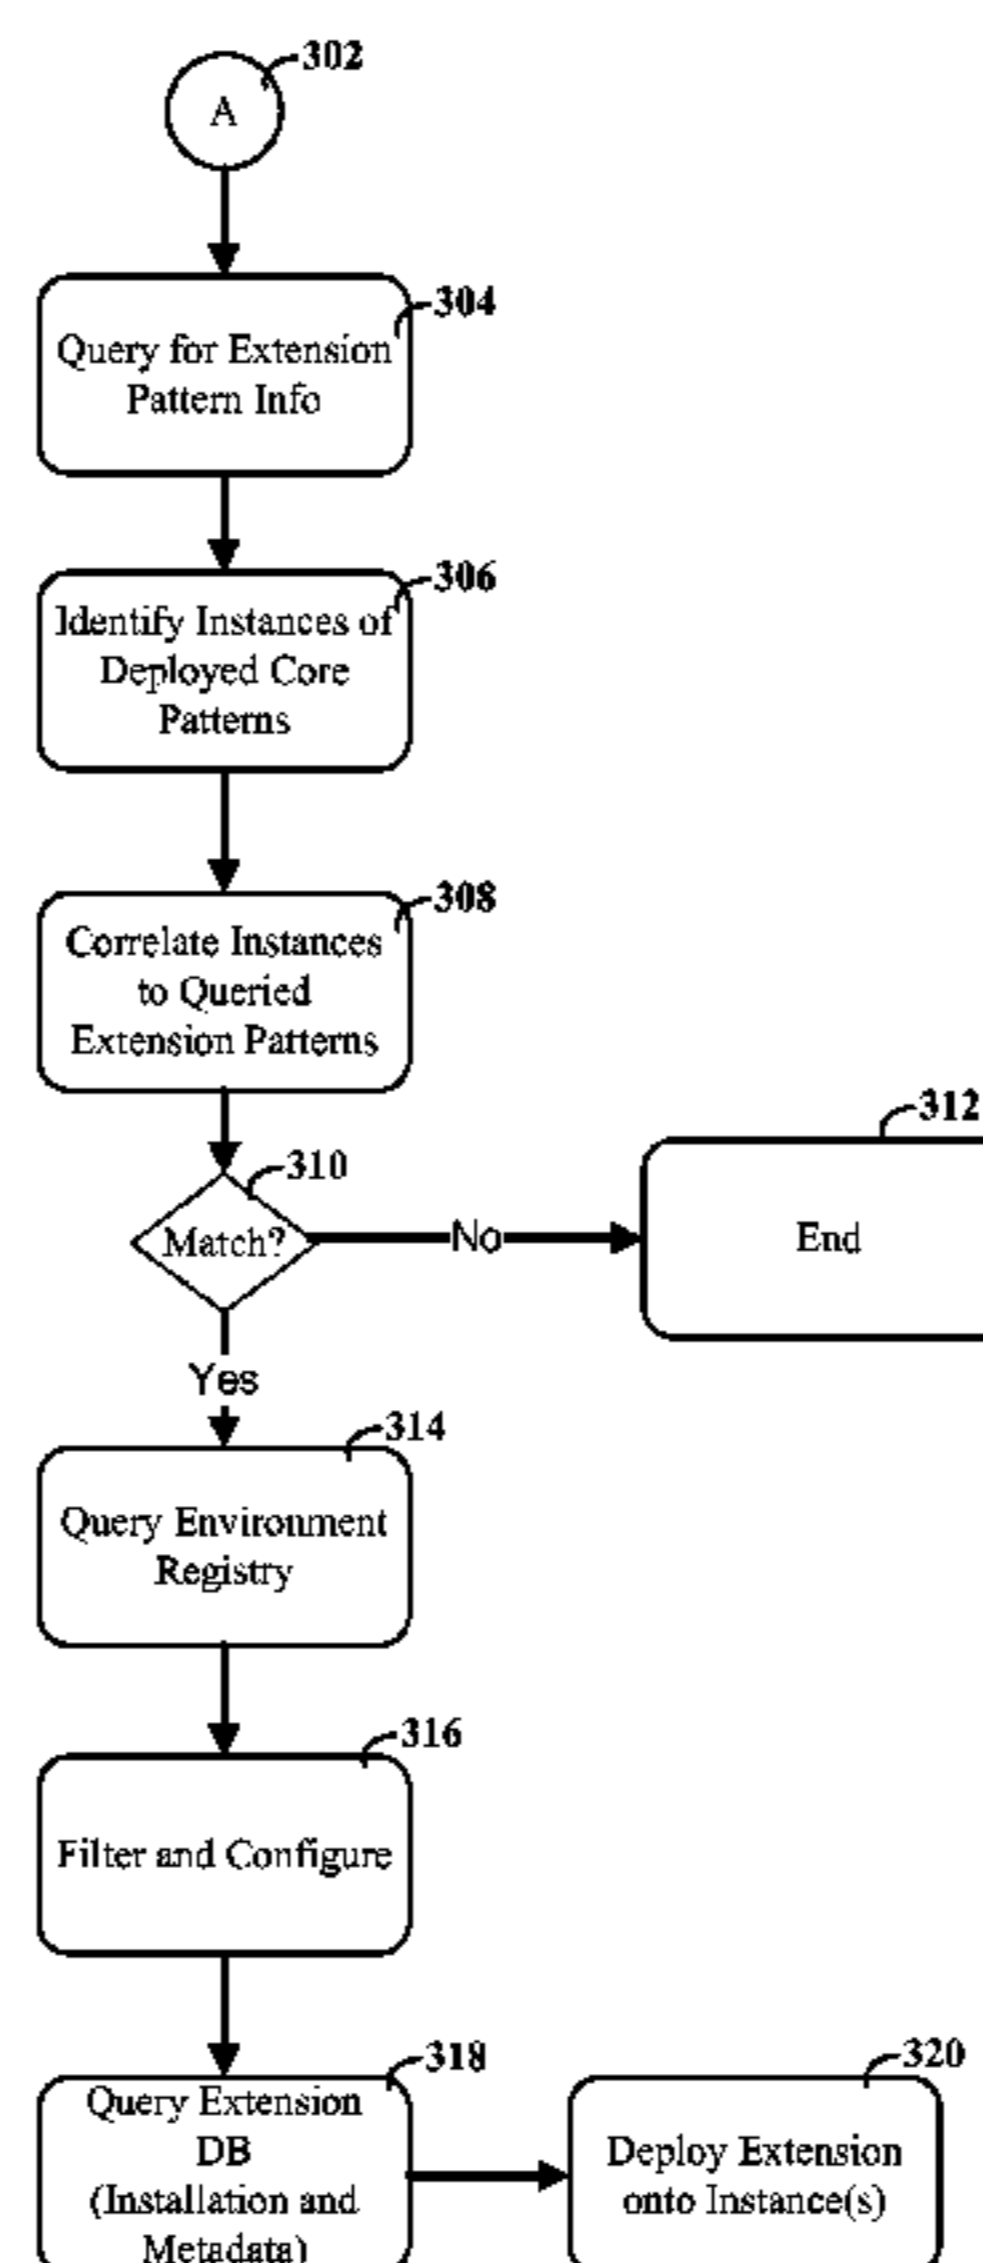 302
A
304
Query for Extension
Pattern Info
306
Identify Instances of
Deployed Core
Patterns
308
Correlate Instances
to Queried
Extension Patterns
310
Match?
No
312
End
Yes
314
Query Environment
Registry
316
Filter and Configure
318
Query Extension
DB
(Installation and
Metadata)
320
Deploy Extension
onto Instance(s)